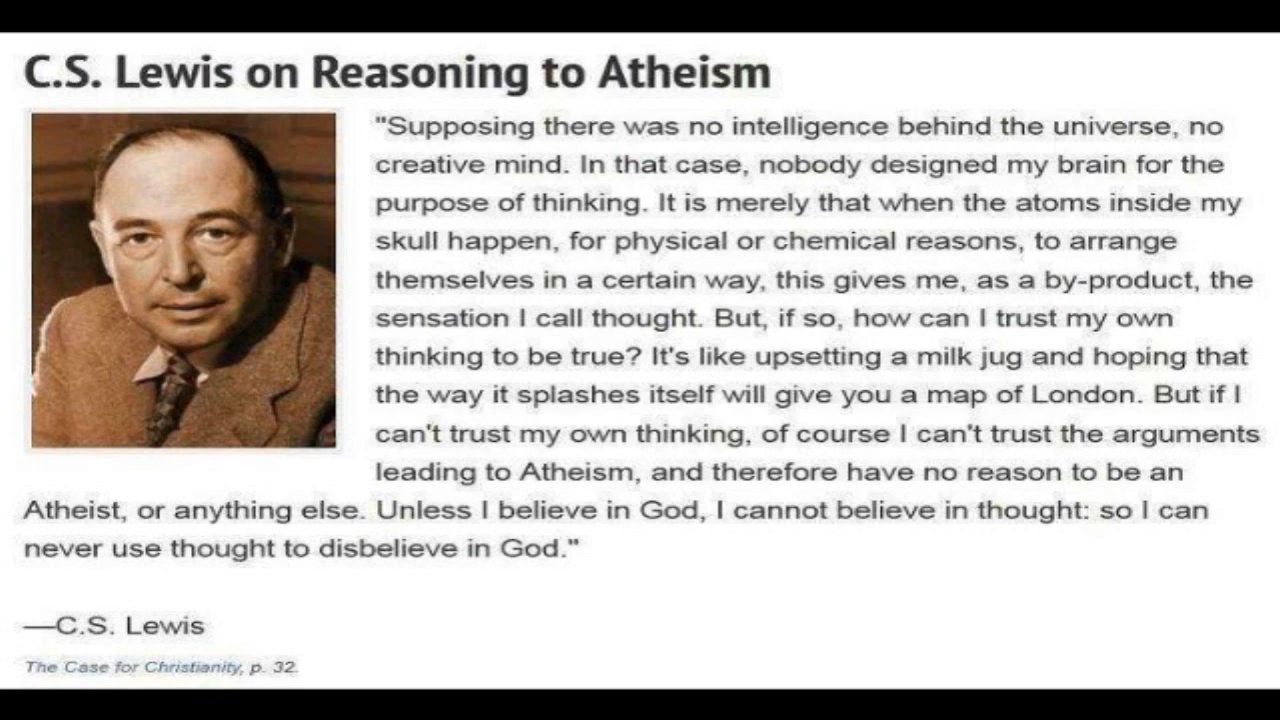 C.S. Lewis on Reasoning to Atheism
"Supposing there was no intelligence behind the universe, no
creative mind. In that case, nobody designed my brain for the
purpose of thinking. It is merely that when the atoms inside my
skull happen, for physical or chemical reasons, to arrange
themselves in a certain way, this gives me, as a by-product, the
sensation I call thought. But, if so, how can I trust my own
thinking to be true? It's like upsetting a milk jug and hoping that
the way it splashes itself will give you a map of London. But if I
can't trust my own thinking, of course I can't trust the arguments
leading to Atheism, and therefore have no reason to be an
Atheist, or anything else. Unless I believe in God, I cannot believe in thought: so I can
never use thought to disbelieve in God."
—C.S. Lewis
The Case for Christianity, p. 32.